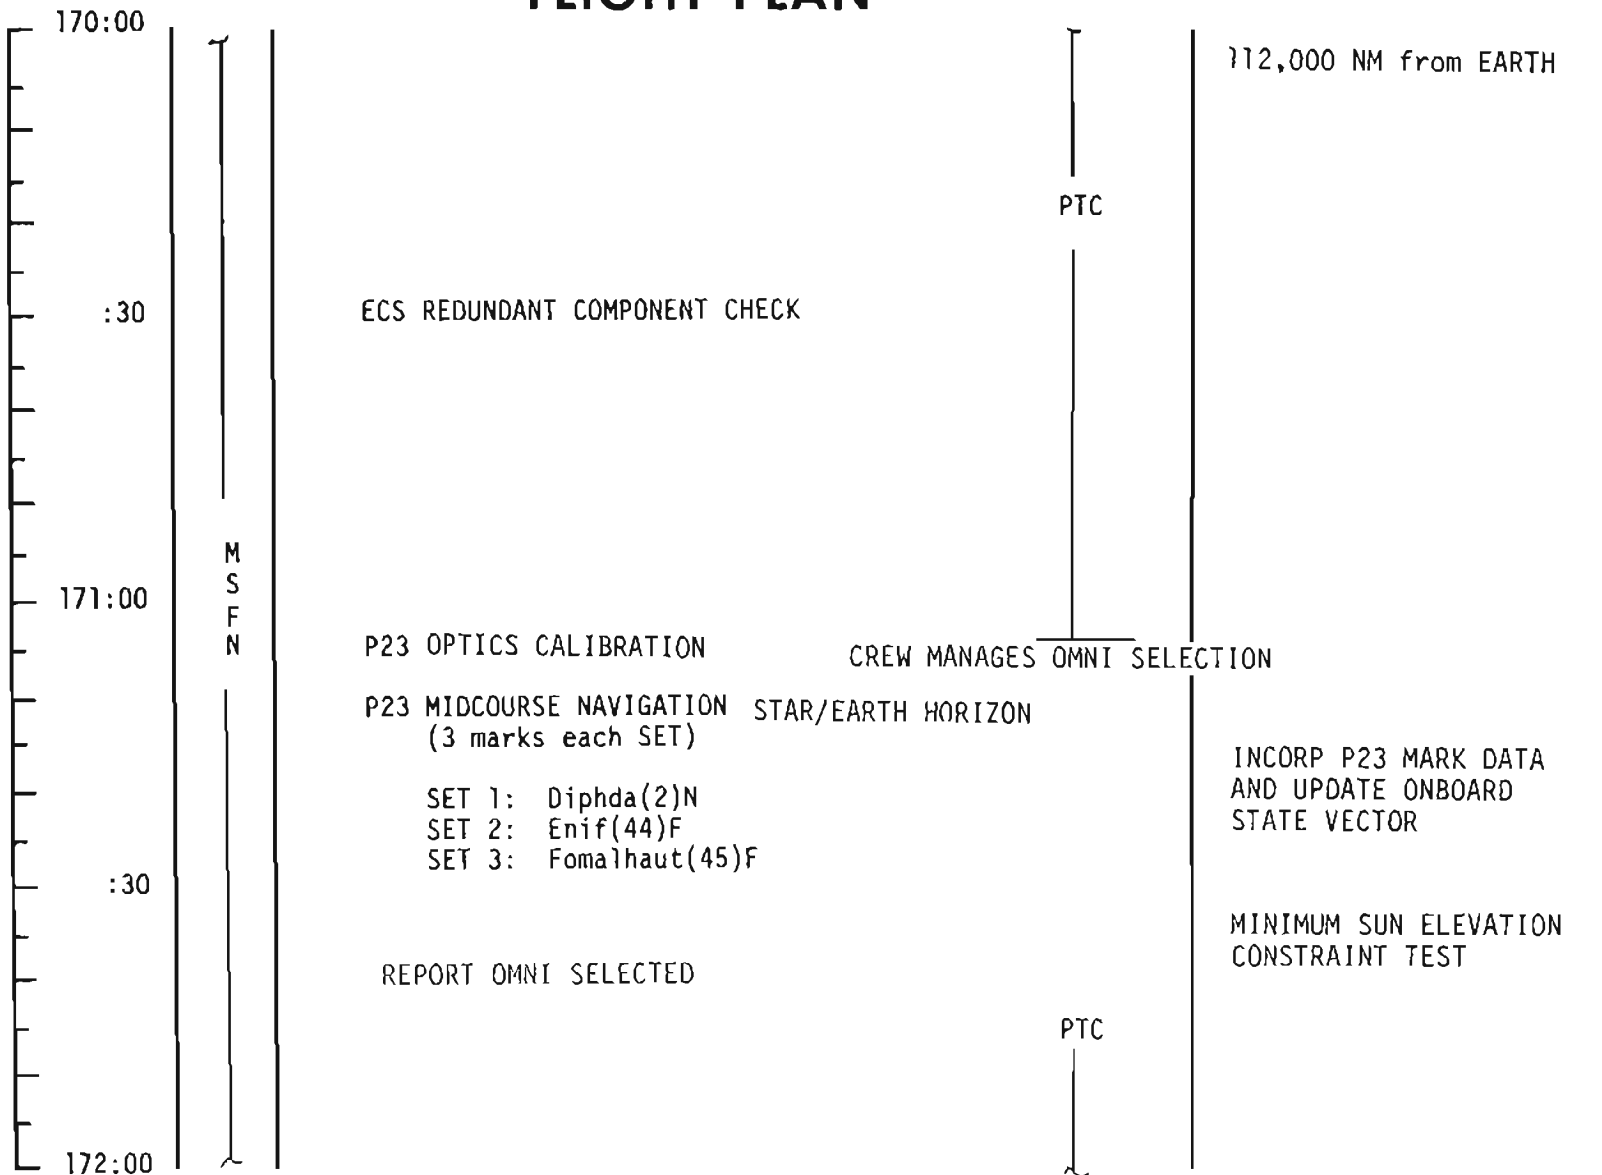 FLIGHT PLAN
170:00
112,000 NM from EARTH
PTC
:30
ECS REDUNDANT COMPONENT CHECK
M
S
F
N
171:00
P23 OPTICS CALIBRATION
CREW MANAGES OMNI SELECTION
P23 MIDCOURSE NAVIGATION STAR/EARTH HORIZON
(3 marks each SET)
INCORP P23 MARK DATA
AND UPDATE ONBOARD
STATE VECTOR
SET 1: Diphda(2)N
SET 2: Enif(44)F
SET 3: Fomalhaut(45)F
:30
MINIMUM SUN ELEVATION
CONSTRAINT TEST
REPORT OMNI SELECTED
PTC
172:00